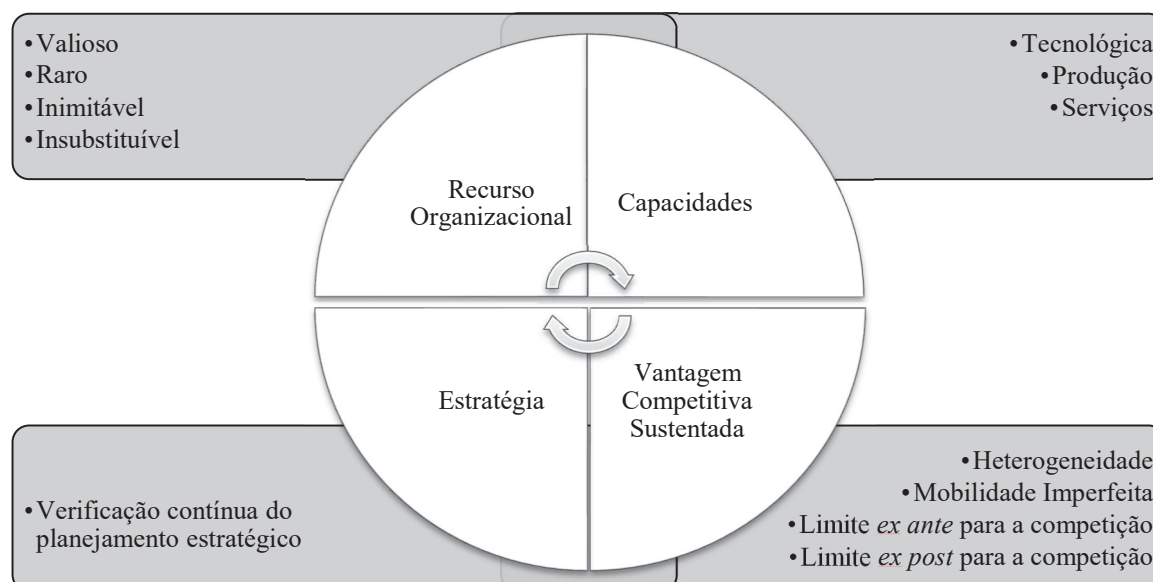 •Valioso
•Raro
•Inimitável
•Insubstituível
•Tecnológica
•Produção
•Serviços
Recurso
Organizacional
Capacidades
Estratégia
Vantagem
Competitiva
Sustentada
•Verificação contínua do
planejamento estratégico
•Heterogeneidade
•Mobilidade Imperfeita
•Limite ex ante para a competição
•Limite ex post para a competição